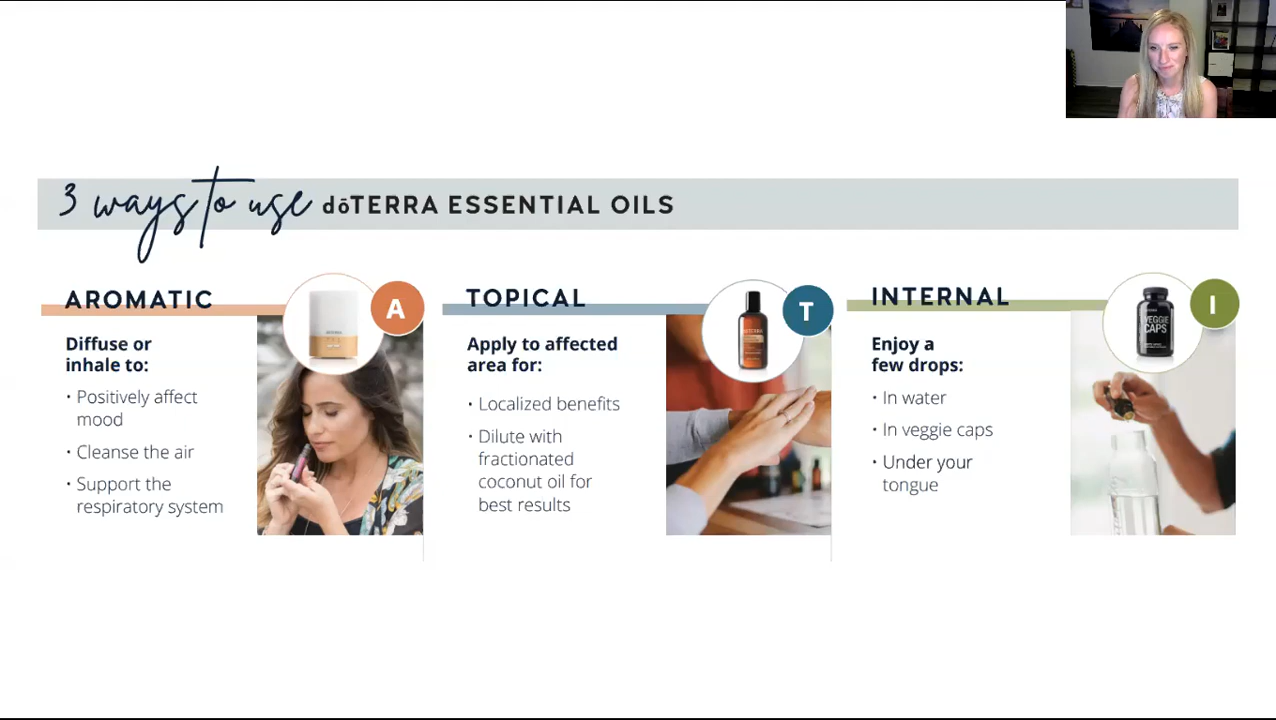 3 ways to use dōTERRA ESSENTIAL OILS
AROMATIC
A
Diffuse or
inhale to:
• Positively affect
mood
• Cleanse the air
• Support the
respiratory system
TOPICAL
T
Apply to affected
area for:
• Localized benefits
• Dilute with
fractionated
coconut oil for
best results
INTERNAL
I
VEGGIE
CAPS
Enjoy a
few drops:
• In water
• In veggie caps
• Under your
tongue